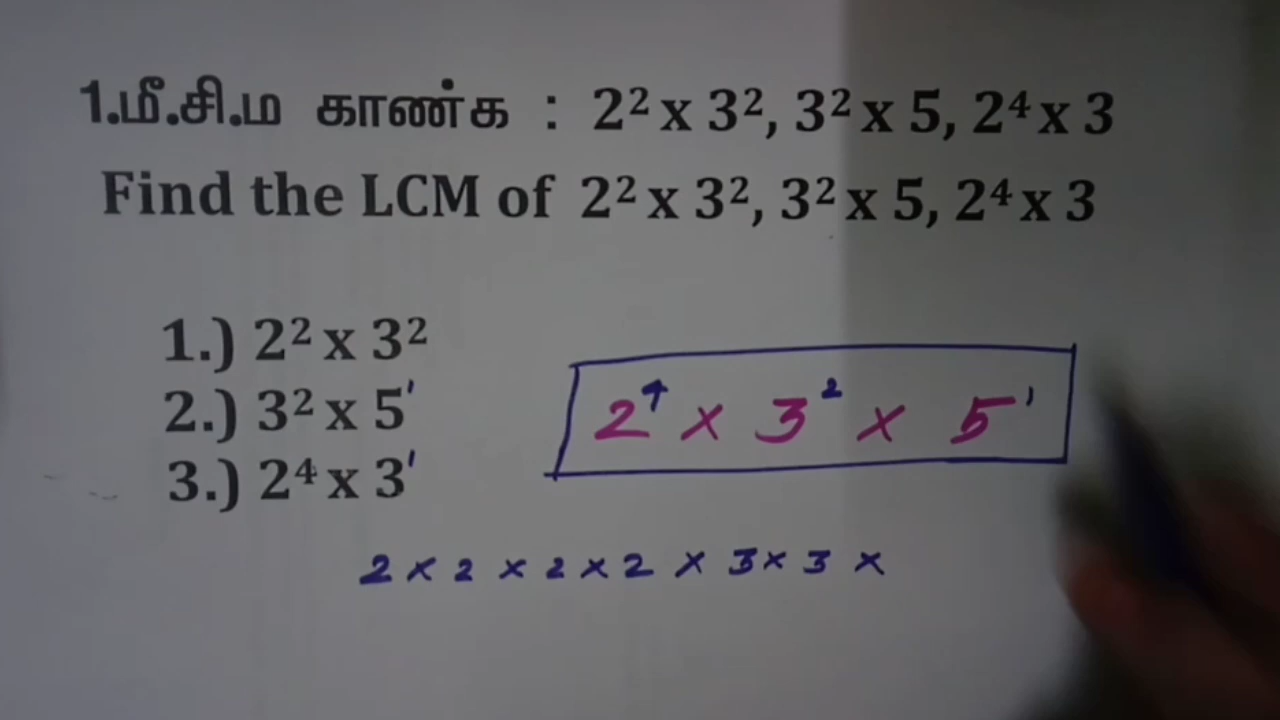 1.மீ.சி.ம காண்க : 2² x 3², 3² x 5, 2⁴ x 3
Find the LCM of 2² x 3², 3² x 5, 2⁴ x 3
1.) 2² x 3²
2.) 3² x 5'
3.) 2⁴ x 3'
2⁴ x 3² x 5¹
2 x 2 x 2 x 2 x 3 x 3 x